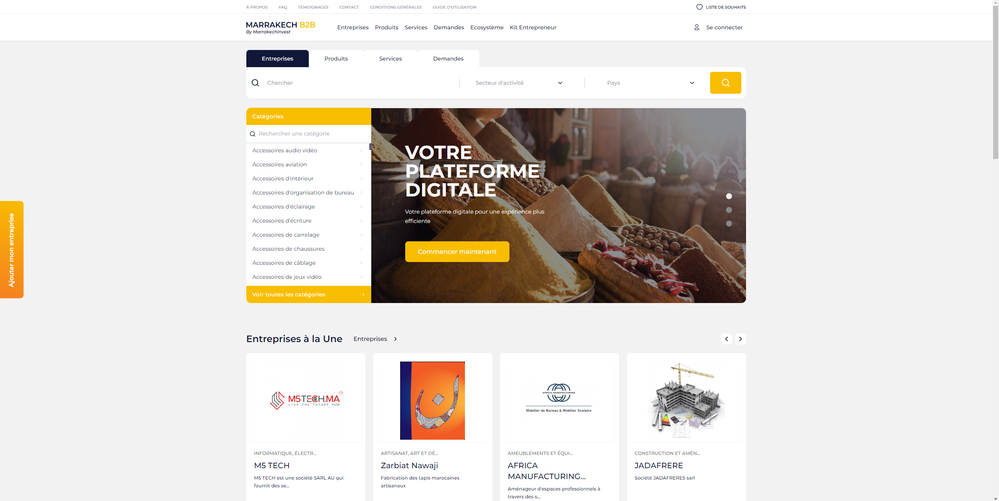 À PROPOS
FAQ
TÉMOIGNAGES
CONTACT
CONDITIONS GÉNÉRALES
GUIDE D'UTILISATION
LISTE DE SOUHAITS
MARRAKECH B2B
By MarrakechInvest
Entreprises
Produits
Services
Demandes
Ecosystème
Kit Entrepreneur
Se connecter
Entreprises
Produits
Services
Demandes
Chercher
Secteur d'activité
Pays
Catégories
Rechercher une catégorie
Accessoires audio vidéo
Accessoires aviation
Accessoires d'intérieur
Accessoires d'organisation de bureau
Accessoires d'éclairage
Accessoires d'écriture
Accessoires de carrelage
Accessoires de chaussures
Accessoires de câblage
Accessoires de jeux vidéo
Voir toutes les catégories
VOTRE
PLATEFORME
DIGITALE
Votre plateforme digitale pour une expérience plus
efficiente
Commencer maintenant
Ajouter mon entreprise
Entreprises à la Une
Entreprises
M5TECH.MA
LIVE THE FUTURE NOW
INFORMATIQUE, ÉLECTR...
M5 TECH
M5 TECH est une société SARL AU qui
fournit des se...
ARTISANAT, ART ET DÉ...
Zarbiat Nawaji
Fabrication des tapis marocaines
artisanaux
Mobilier de Bureau & Mobilier Scolaire
AMEUBLEMENTS ET ÉQUI...
AFRICA
MANUFACTURING...
Aménageur d'espaces professionnels à
travers des s...
CONSTRUCTION ET AMÉN...
JADAFRERE
Société JADAFRERES sarl